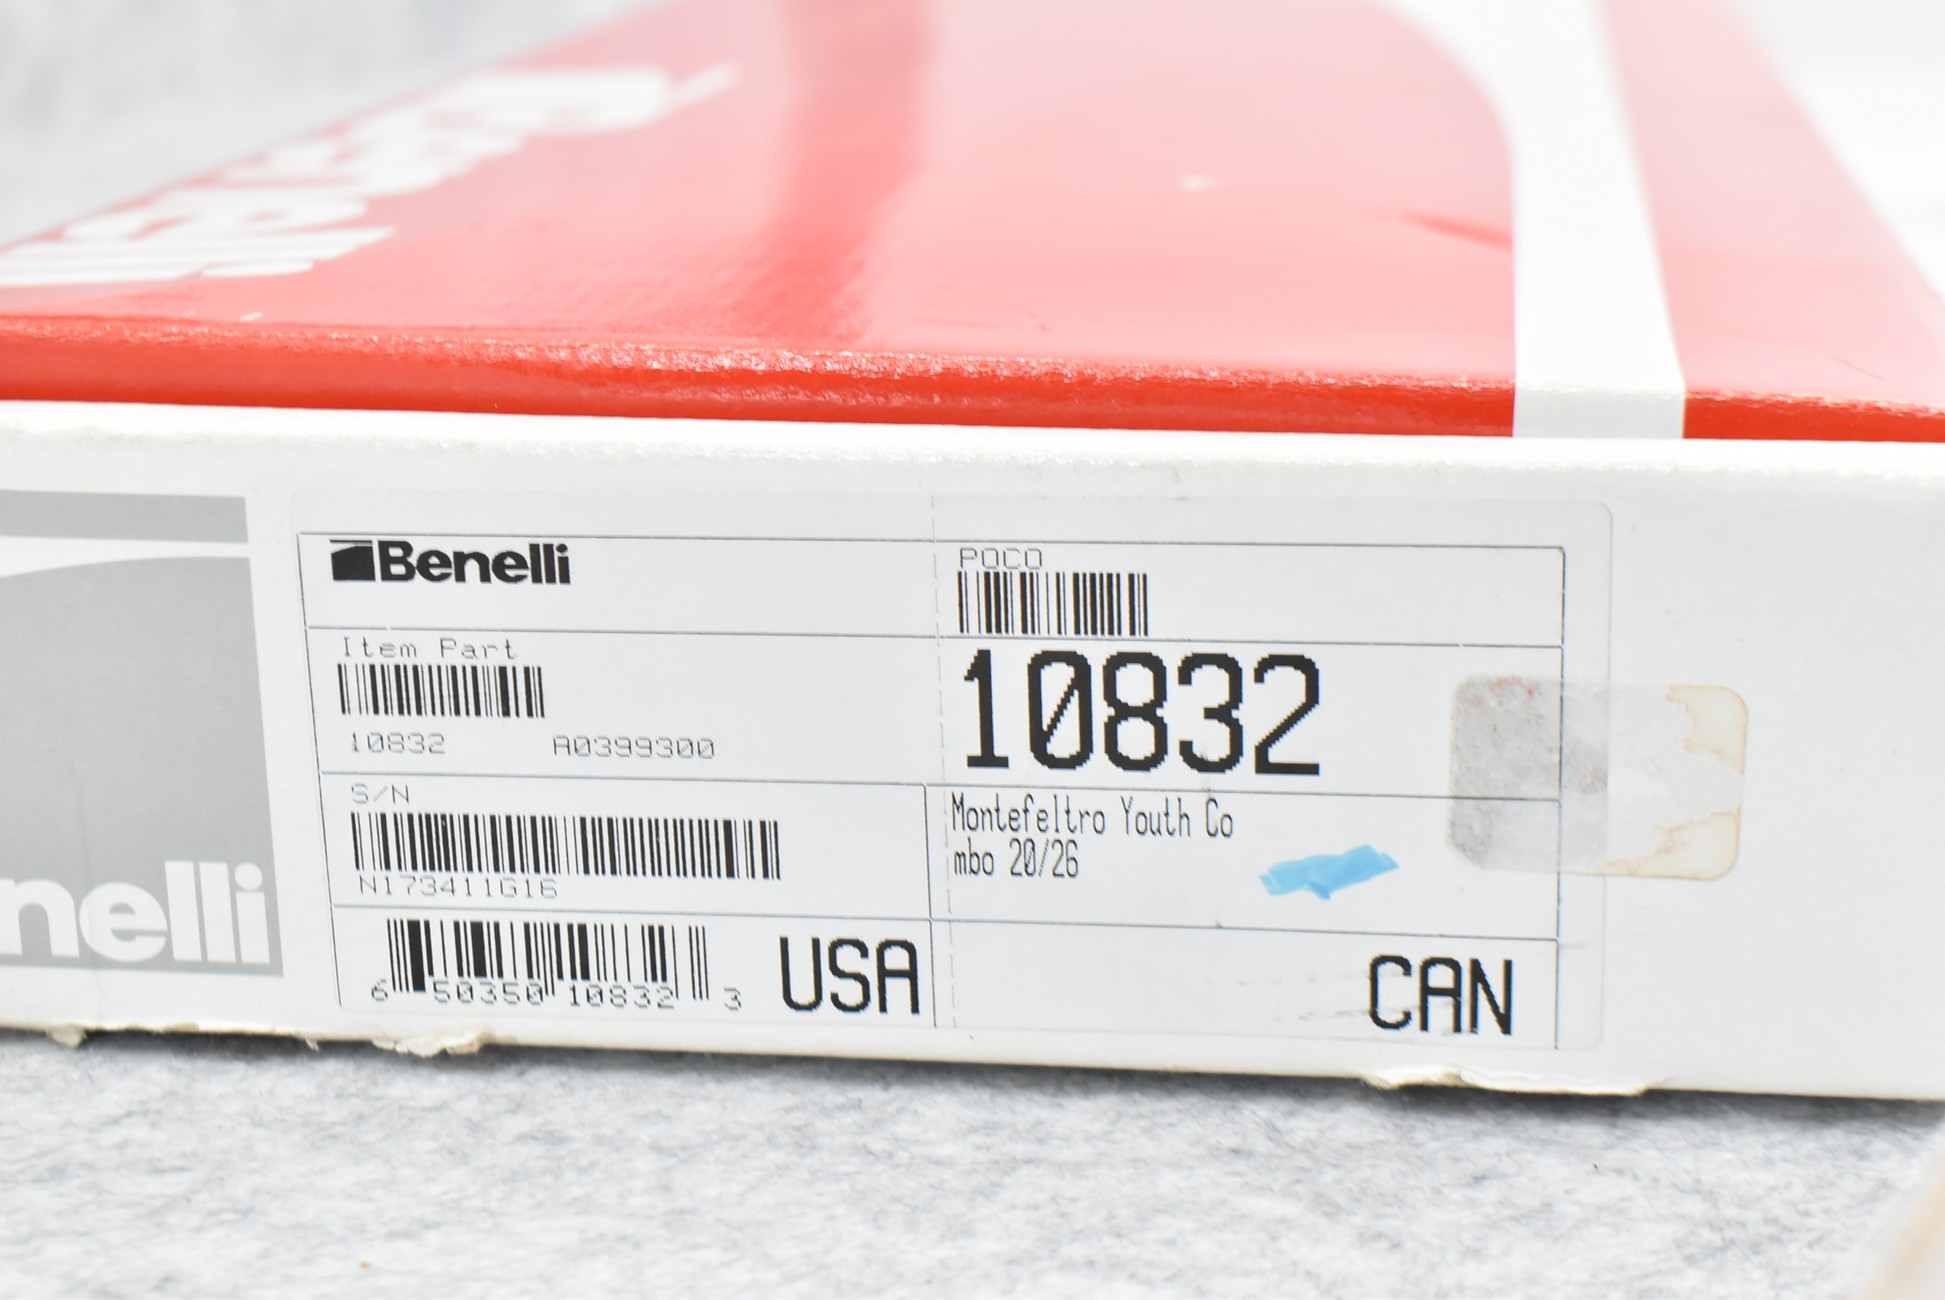 Benelli
nelli
Benelli
POCO
Item Part
10832
10832 A0399300
S/N
Montefeltro Youth Co
mbo 20/26
N173411G16
6 50350 10832 3
USA
CAN